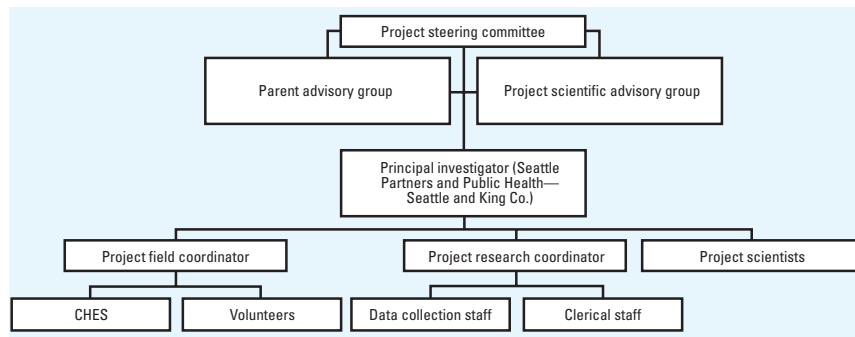 Project steering committee
Parent advisory group
Project scientific advisory group
Principal investigator (Seattle
Partners and Public Health—
Seattle and King Co.)
Project field coordinator
Project research coordinator
Project scientists
CHES
Volunteers
Data collection staff
Clerical staff